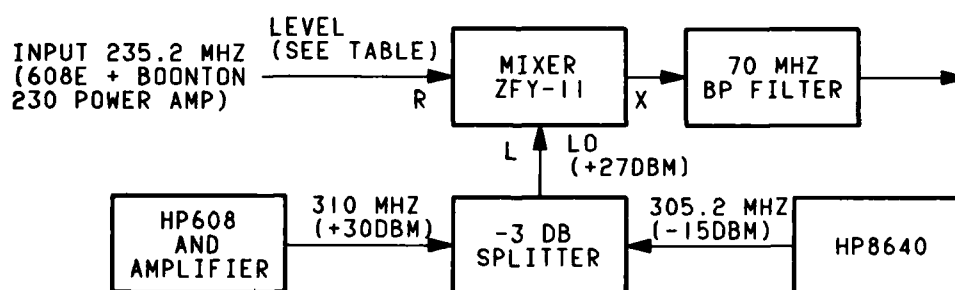 INPUT 235.2 MHZ
(608E + BOONTON
230 POWER AMP)
LEVEL
(SEE TABLE)
R
MIXER
ZFY-11
X
70 MHZ
BP FILTER
L
LO
(+27DBM)
HP608
AND
AMPLIFIER
310 MHZ
(+30DBM)
-3 DB
SPLITTER
305.2 MHZ
(-15DBM)
HP8640